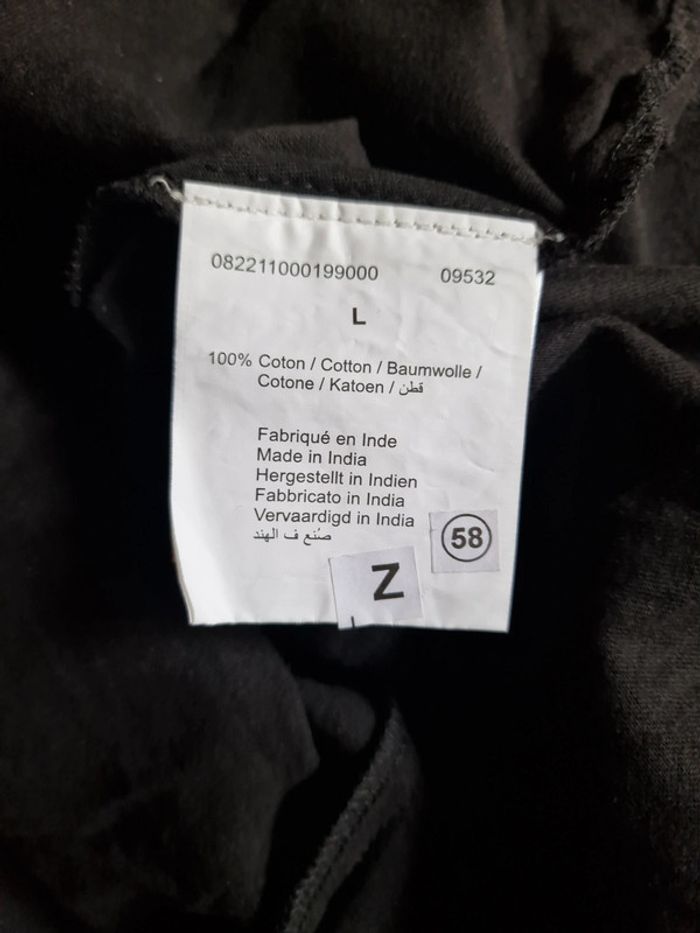 082211000199000 09532
L
100% Coton / Cotton / Baumwolle /
Cotone / Katoen / قطن
Fabriqué en Inde
Made in India
Hergestellt in Indien
Fabbricato in India
Vervaardigd in India
صُنع ف الهند
58
Z